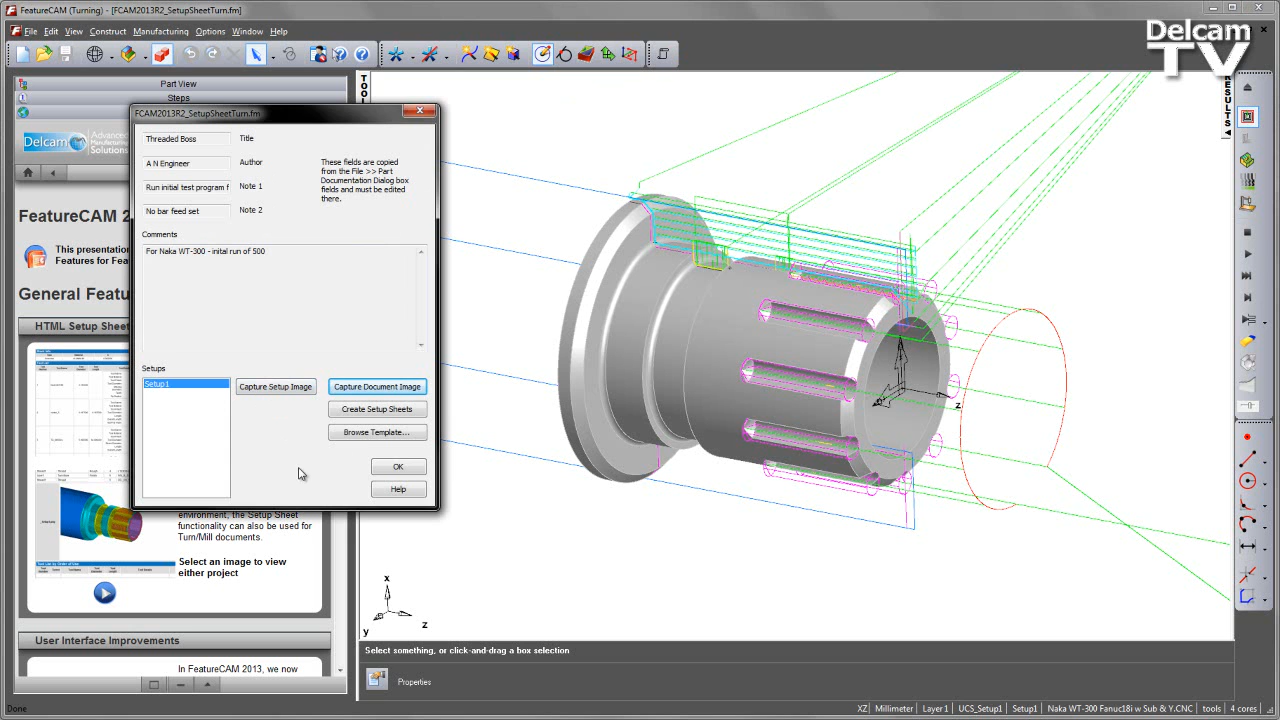 FeatureCAM (Turning) - [FCAM2013R2_SetupSheetTurn.fm]
File Edit View Construct Manufacturing Options Window Help
Delcam
TV
Part View
Steps
TOOL
RESULTS
Delcam
Advanced
Manufacturing
Solutions
FeatureCAM 2
This presentation
Features for Fea
General Featu
HTML Setup Sheet
environment, the Setup Sheet
functionality can also be used for
Turn/Mill documents.
Select an image to view
either project
User Interface Improvements
In FeatureCAM 2013, we now
FCAM2013R2_SetupSheetTurn.fm
Threaded Boss Title
A N Engineer Author
Run initial test program f Note 1
No bar feed set Note 2
These fields are copied
from the File >> Part
Documentation Dialog box
fields and must be edited
there.
Comments
For Naka WT-300 - inital run of 500
Setups
Setup1
Capture Setup Image Capture Document Image
Create Setup Sheets
Browse Template...
OK
Help
z
x
y
z
Select something, or click-and-drag a box selection
Properties
Done XZ Millimeter Layer1 UCS_Setup1 Setup1 Naka WT-300 Fanuc18i w Sub & Y.CNC tools 4 cores